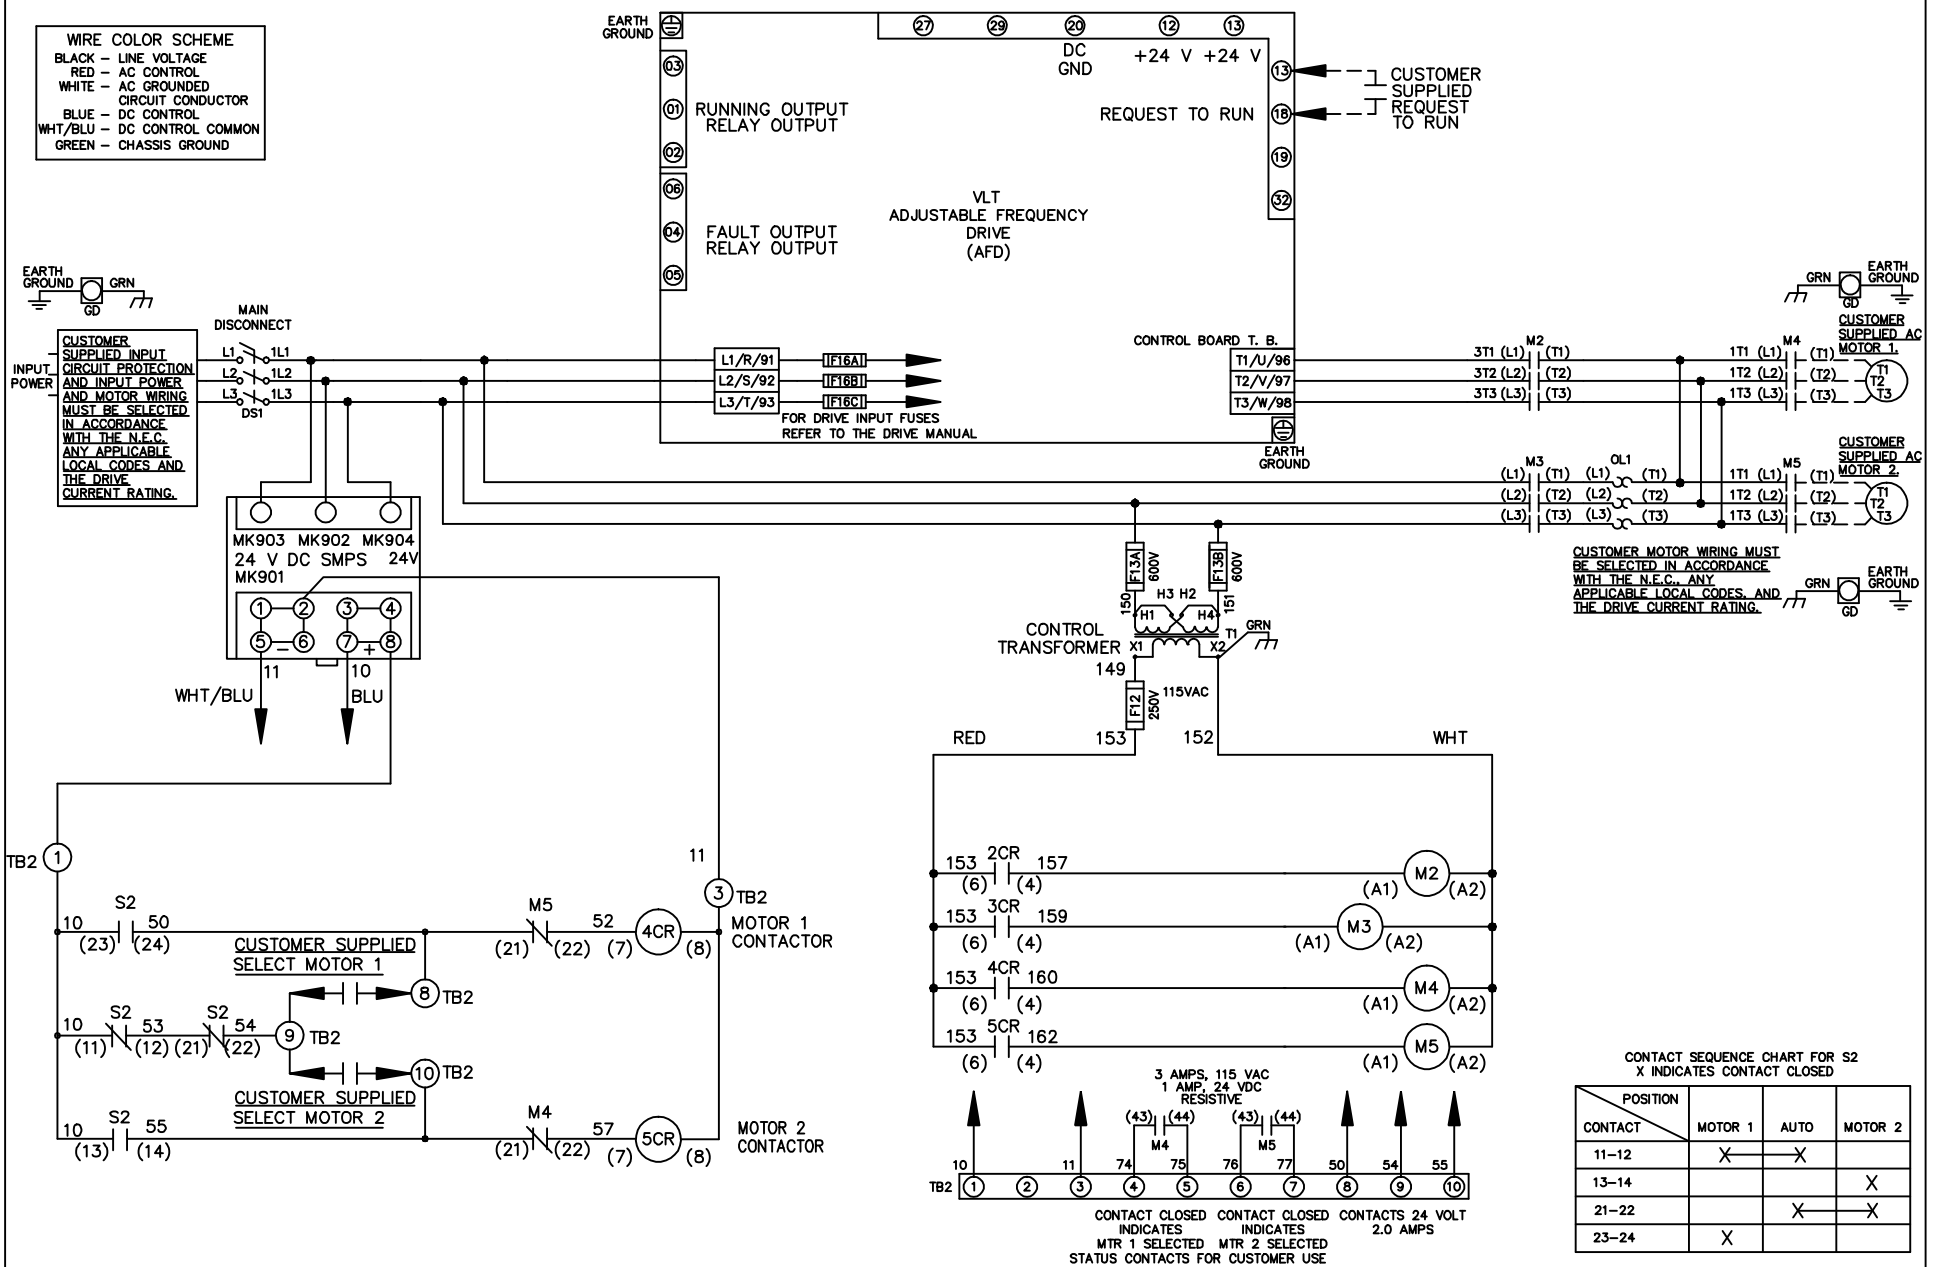 WIRE COLOR SCHEME
BLACK – LINE VOLTAGE
RED – AC CONTROL
WHITE – AC GROUNDED
CIRCUIT CONDUCTOR
BLUE – DC CONTROL
WHT/BLU – DC CONTROL COMMON
GREEN – CHASSIS GROUND
EARTH
GROUND
27 29 20 12 13
DC
GND
+24 V +24 V
03
01
02
RUNNING OUTPUT
RELAY OUTPUT
06
04
05
FAULT OUTPUT
RELAY OUTPUT
13
18
19
32
REQUEST TO RUN
CUSTOMER
SUPPLIED
REQUEST
TO RUN
VLT
ADJUSTABLE FREQUENCY
DRIVE
(AFD)
EARTH
GROUND
GRN
GD
MAIN
DISCONNECT
INPUT
POWER
CUSTOMER
SUPPLIED INPUT
CIRCUIT PROTECTION
AND INPUT POWER
AND MOTOR WIRING
MUST BE SELECTED
IN ACCORDANCE
WITH THE N.E.C.
ANY APPLICABLE
LOCAL CODES AND
THE DRIVE
CURRENT RATING.
L1 1L1
L2 1L2
L3 1L3
DS1
L1/R/91 F16A
L2/S/92 F16B
L3/T/93 F16C
FOR DRIVE INPUT FUSES
REFER TO THE DRIVE MANUAL
CONTROL BOARD T. B.
T1/U/96
T2/V/97
T3/W/98
EARTH
GROUND
M2
3T1 (L1) (T1)
3T2 (L2) (T2)
3T3 (L3) (T3)
M4
1T1 (L1) (T1)
1T2 (L2) (T2)
1T3 (L3) (T3)
GRN
GD
EARTH
GROUND
CUSTOMER
SUPPLIED AC
MOTOR 1.
T1
T2
T3
M3 OL1
(L1) (T1) (L1) (T1)
(L2) (T2) (L2) (T2)
(L3) (T3) (L3) (T3)
M5
1T1 (L1) (T1)
1T2 (L2) (T2)
1T3 (L3) (T3)
CUSTOMER
SUPPLIED AC
MOTOR 2.
T1
T2
T3
CUSTOMER MOTOR WIRING MUST
BE SELECTED IN ACCORDANCE
WITH THE N.E.C., ANY
APPLICABLE LOCAL CODES, AND
THE DRIVE CURRENT RATING.
GRN
GD
EARTH
GROUND
MK903 MK902 MK904
24 V DC SMPS 24V
MK901
1 2 3 4
5 – 6 7 + 8
11 10
WHT/BLU BLU
F13A 600V F13B 600V
150 H3 H2 151
H1 H4
CONTROL
TRANSFORMER
X1 X2 T1 GRN
149
F12 250V 115VAC
153 152
RED WHT
TB2 1
11
3 TB2
S2
10 50
(23) (24)
M5
(21) (22)
52
(7) 4CR (8)
MOTOR 1
CONTACTOR
CUSTOMER SUPPLIED
SELECT MOTOR 1
8 TB2
S2 S2
10 53 54
(11) (12) (21) (22)
9 TB2
10 TB2
CUSTOMER SUPPLIED
SELECT MOTOR 2
S2
10 55
(13) (14)
M4
(21) (22)
57
(7) 5CR (8)
MOTOR 2
CONTACTOR
153 2CR 157
(6) (4)
(A1) M2 (A2)
153 3CR 159
(6) (4)
(A1) M3 (A2)
153 4CR 160
(6) (4)
(A1) M4 (A2)
153 5CR 162
(6) (4)
(A1) M5 (A2)
3 AMPS, 115 VAC
1 AMP, 24 VDC
RESISTIVE
(43) (44) (43) (44)
M4 M5
10 11 74 75 76 77 50 54 55
TB2 1 2 3 4 5 6 7 8 9 10
CONTACT CLOSED
INDICATES
MTR 1 SELECTED
CONTACT CLOSED
INDICATES
MTR 2 SELECTED
CONTACTS 24 VOLT
2.0 AMPS
STATUS CONTACTS FOR CUSTOMER USE
CONTACT SEQUENCE CHART FOR S2
X INDICATES CONTACT CLOSED
POSITION
CONTACT MOTOR 1 AUTO MOTOR 2
11–12 X X
13–14 X
21–22 X X
23–24 X